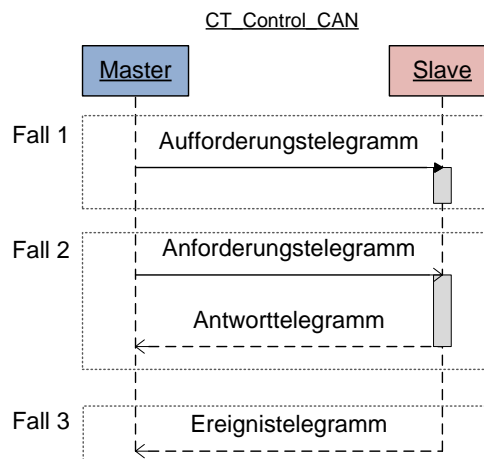 CT_Control_CAN
Master
Slave
Fall 1
Aufforderungstelegramm
Fall 2
Anforderungstelegramm
Antworttelegramm
Fall 3
Ereignistelegramm